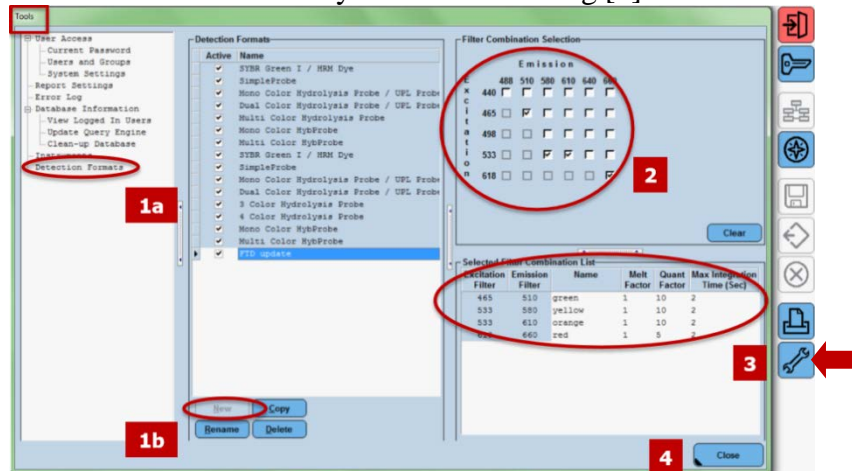 Tools
User Access
Current Password
Users and Groups
System Settings
Report Settings
Error Log
Database Information
View Logged In Users
Update Query Engine
Clean-up Database
Instruments
Detection Formats
1a
Detection Formats
Active Name
SYBR Green I / HRM Dye
SimpleProbe
Mono Color Hydrolysis Probe / UPL Probe
Dual Color Hydrolysis Probe / UPL Probe
Multi Color Hydrolysis Probe
Mono Color HybProbe
Multi Color HybProbe
SYBR Green I / HRM Dye
SimpleProbe
Mono Color Hydrolysis Probe / UPL Probe
Dual Color Hydrolysis Probe / UPL Probe
3 Color Hydrolysis Probe
4 Color Hydrolysis Probe
Mono Color HybProbe
Multi Color HybProbe
FTD update
New Copy
Rename Delete
1b
Filter Combination Selection
Emission
Excitation
488 510 580 610 640 660
440
465
498
533
618
2
Clear
Selected Filter Combination List
Excitation Filter Emission Filter Name Melt Factor Quant Factor Max Integration Time (Sec)
465 510 green 1 10 2
533 580 yellow 1 10 2
533 610 orange 1 10 2
660 red 1 5 2
3
4
Close